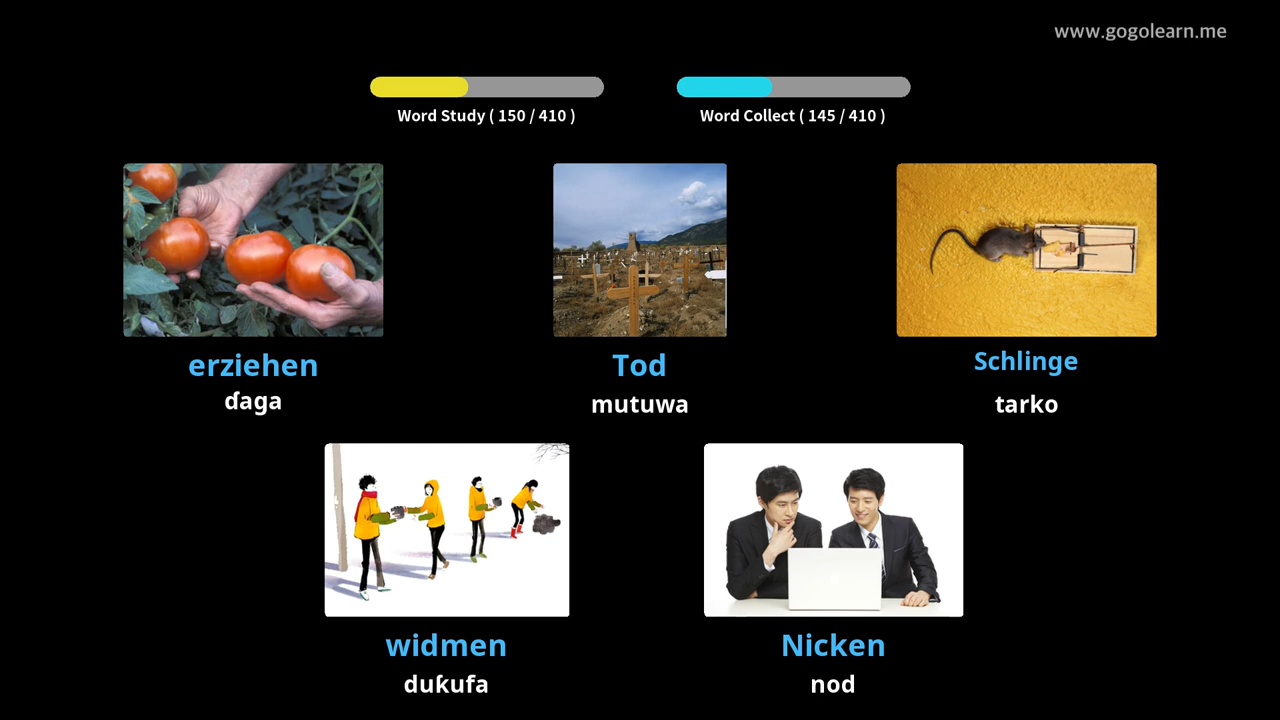 www.gogolearn.me
Word Study ( 150 / 410 )
Word Collect ( 145 / 410 )
erziehen
ɗaga
Tod
mutuwa
Schlinge
tarko
widmen
duƙufa
Nicken
nod